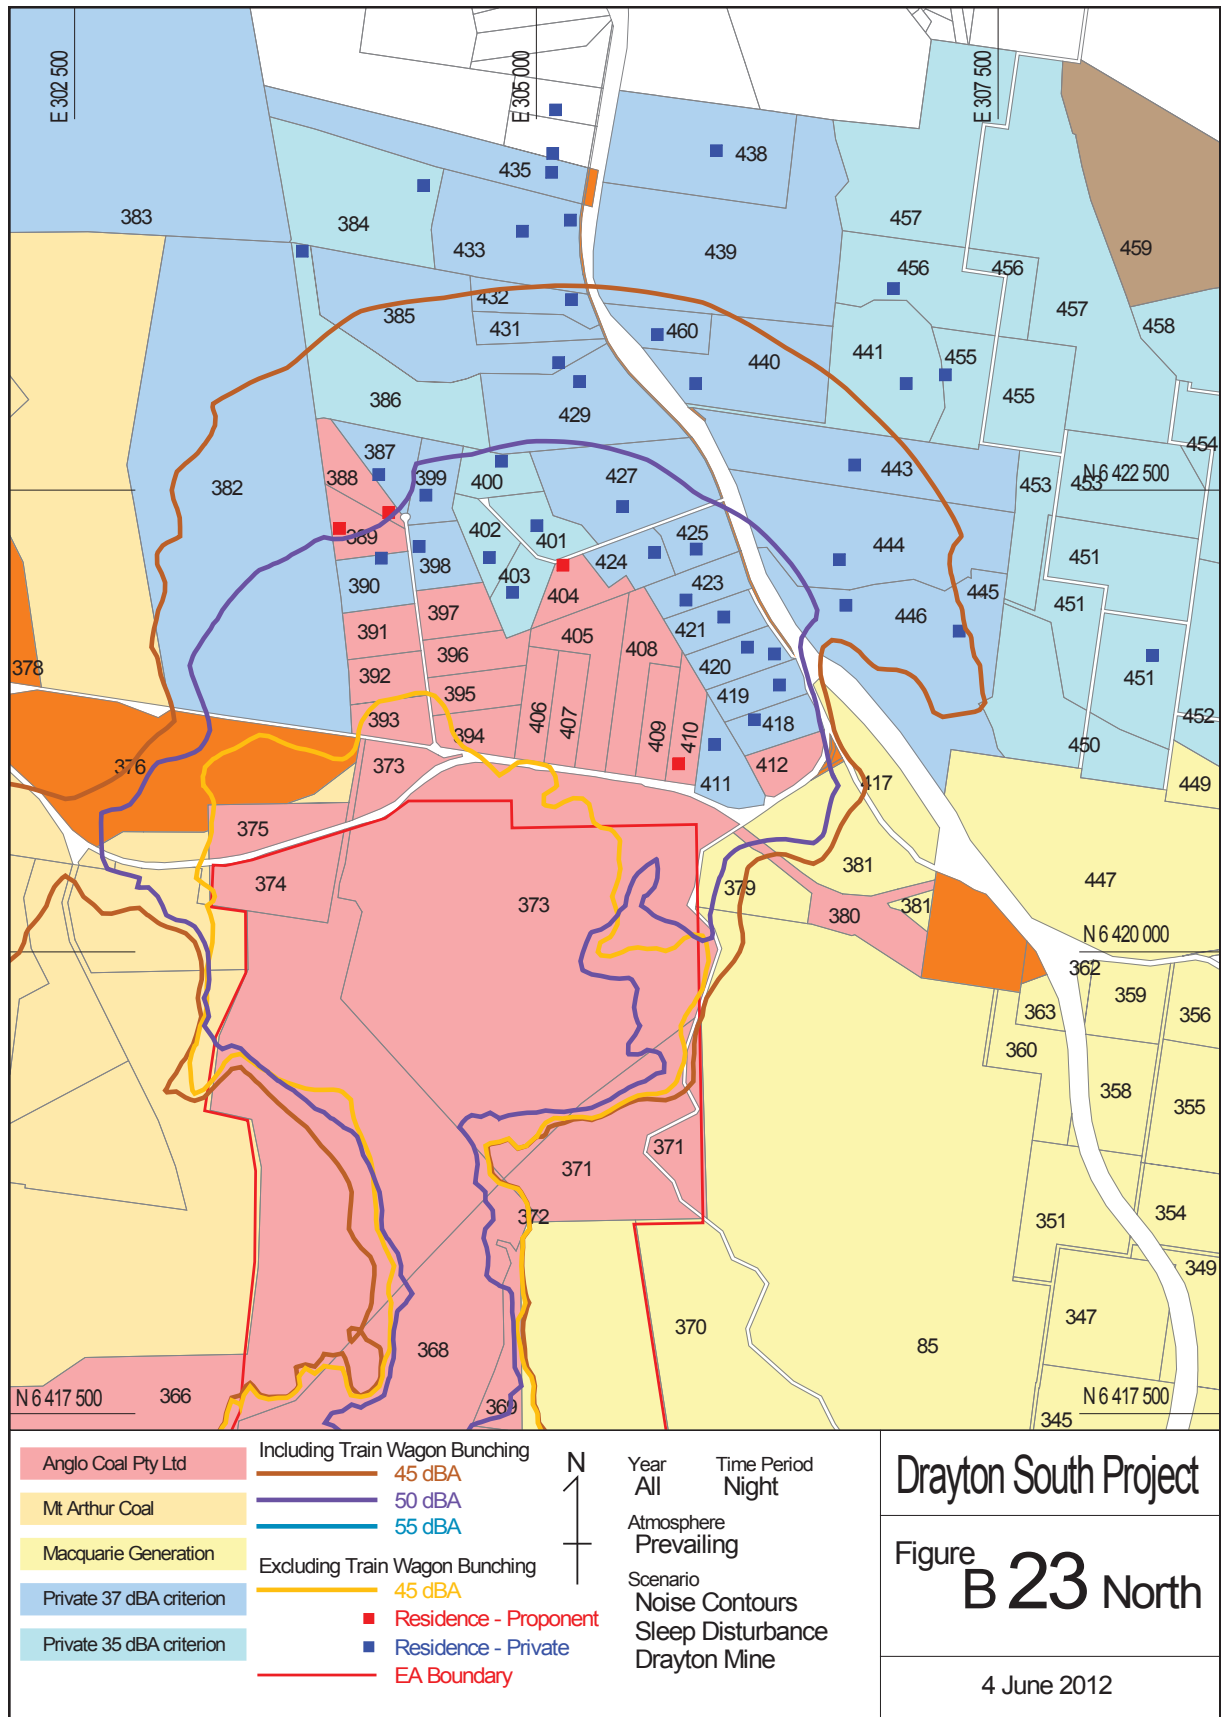 E 302 500
E 305 000
E 307 500
438
435
383
384
433
439
457
459
456
456
457
458
432
385
431
460
440
441
455
455
386
429
454
387
388
399
400
427
443
453
453
N 6 422 500
382
389
402
401
425
444
451
390
398
403
424
423
404
446
445
451
391
397
421
405
408
378
392
396
420
451
395
419
406
407
409
410
393
394
418
452
376
373
411
412
417
450
449
375
374
373
379
381
447
380
381
N 6 420 000
362
363
359
356
360
358
355
371
371
372
351
354
349
370
347
368
85
N 6 417 500
366
369
N 6 417 500
345
Anglo Coal Pty Ltd
Mt Arthur Coal
Macquarie Generation
Private 37 dBA criterion
Private 35 dBA criterion
Including Train Wagon Bunching
45 dBA
50 dBA
55 dBA
Excluding Train Wagon Bunching
45 dBA
Residence - Proponent
Residence - Private
EA Boundary
N
Year
All
Time Period
Night
Atmosphere
Prevailing
Scenario
Noise Contours
Sleep Disturbance
Drayton Mine
Drayton South Project
Figure
B 23 North
4 June 2012